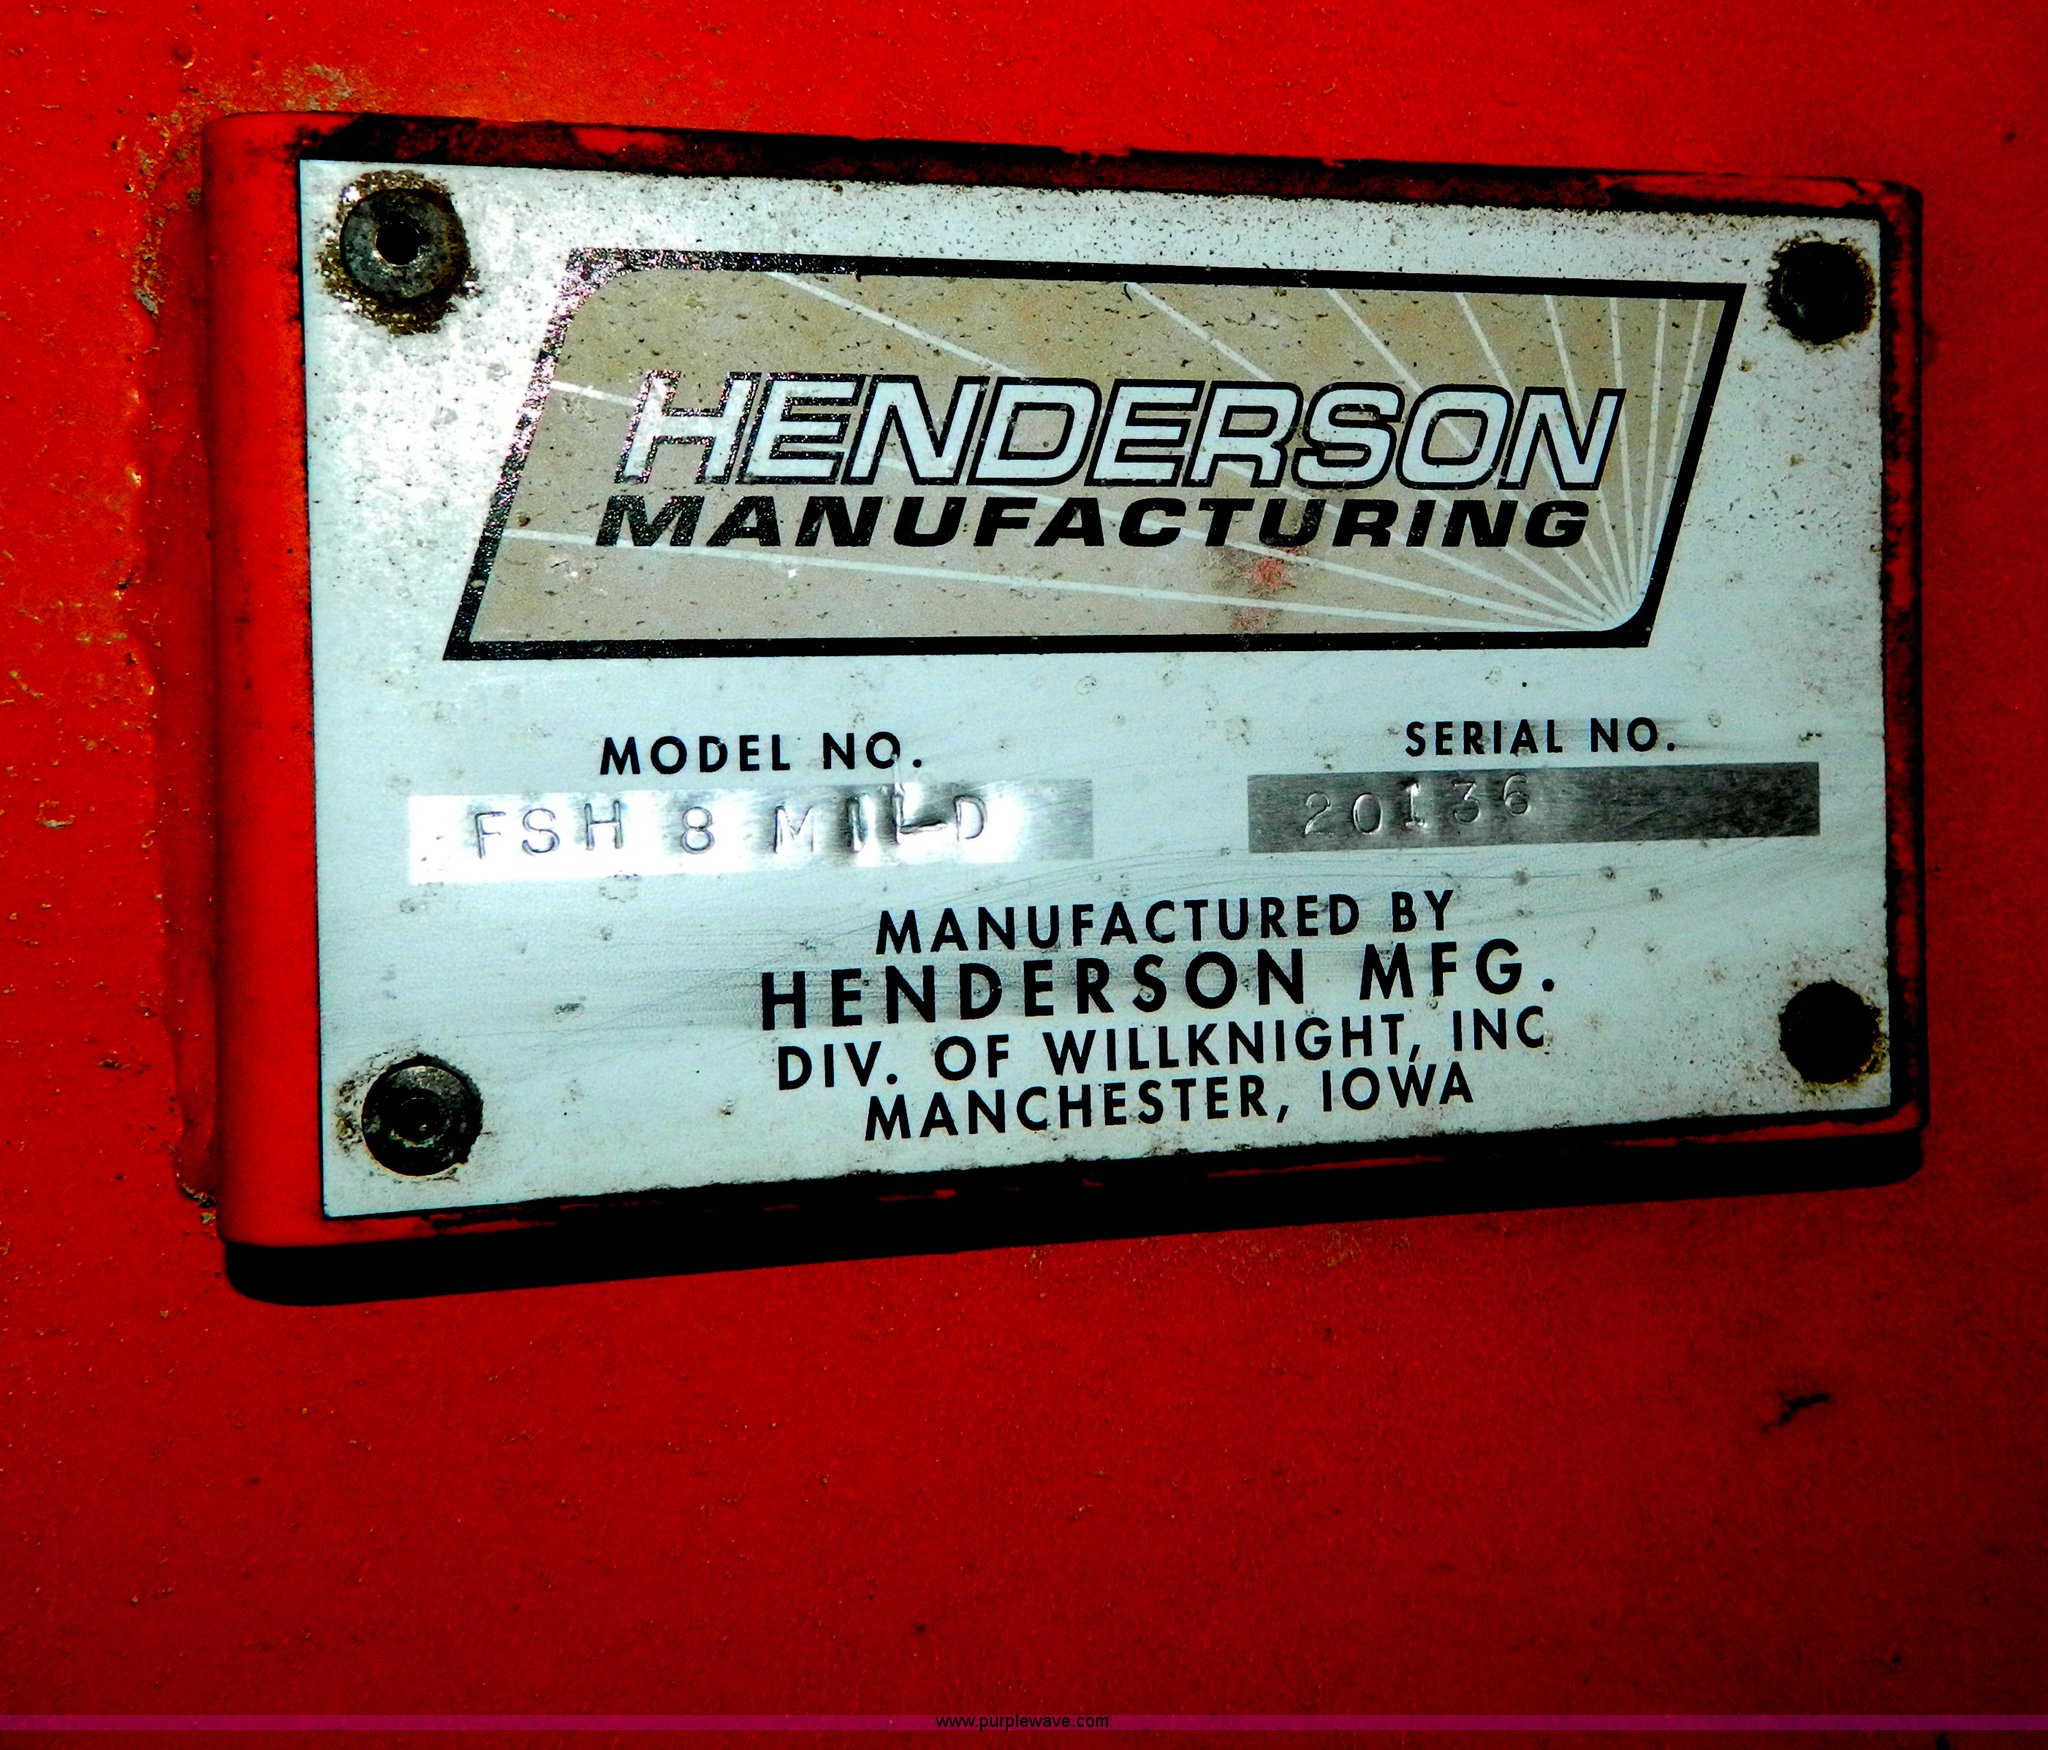 HENDERSON
MANUFACTURING
MODEL NO. SERIAL NO.
FSH 8 MILD 20136
MANUFACTURED BY
HENDERSON MFG.
DIV. OF WILLKNIGHT, INC
MANCHESTER, IOWA
www.purplewave.com